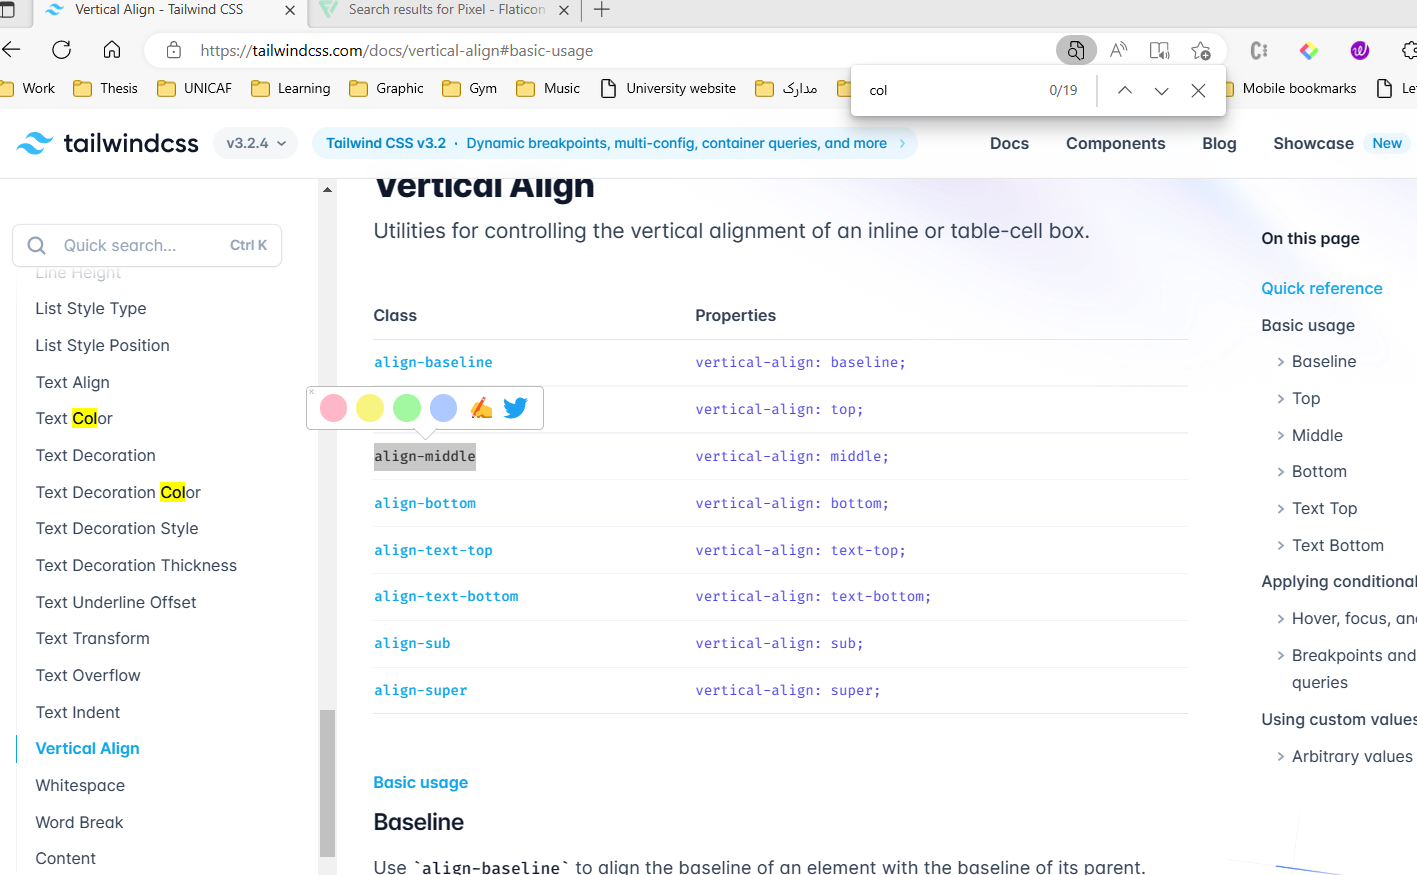 Vertical Align - Tailwind CSS
Search results for Pixel - Flaticon
https://tailwindcss.com/docs/vertical-align#basic-usage
Work
Thesis
UNICAF
Learning
Graphic
Gym
Music
University website
مدارک
Mobile bookmarks
Le
col
0/19
tailwindcss
v3.2.4
Tailwind CSS v3.2 · Dynamic breakpoints, multi-config, container queries, and more
Docs
Components
Blog
Showcase
New
Quick search...
Ctrl K
Line Height
List Style Type
List Style Position
Text Align
Text Color
Text Decoration
Text Decoration Color
Text Decoration Style
Text Decoration Thickness
Text Underline Offset
Text Transform
Text Overflow
Text Indent
Vertical Align
Whitespace
Word Break
Content
Vertical Align
Utilities for controlling the vertical alignment of an inline or table-cell box.
Class Properties
align-baseline vertical-align: baseline;
vertical-align: top;
align-middle vertical-align: middle;
align-bottom vertical-align: bottom;
align-text-top vertical-align: text-top;
align-text-bottom vertical-align: text-bottom;
align-sub vertical-align: sub;
align-super vertical-align: super;
Basic usage
Baseline
Use `align-baseline` to align the baseline of an element with the baseline of its parent.
On this page
Quick reference
Basic usage
Baseline
Top
Middle
Bottom
Text Top
Text Bottom
Applying conditional
Hover, focus, an
Breakpoints and
queries
Using custom values
Arbitrary values